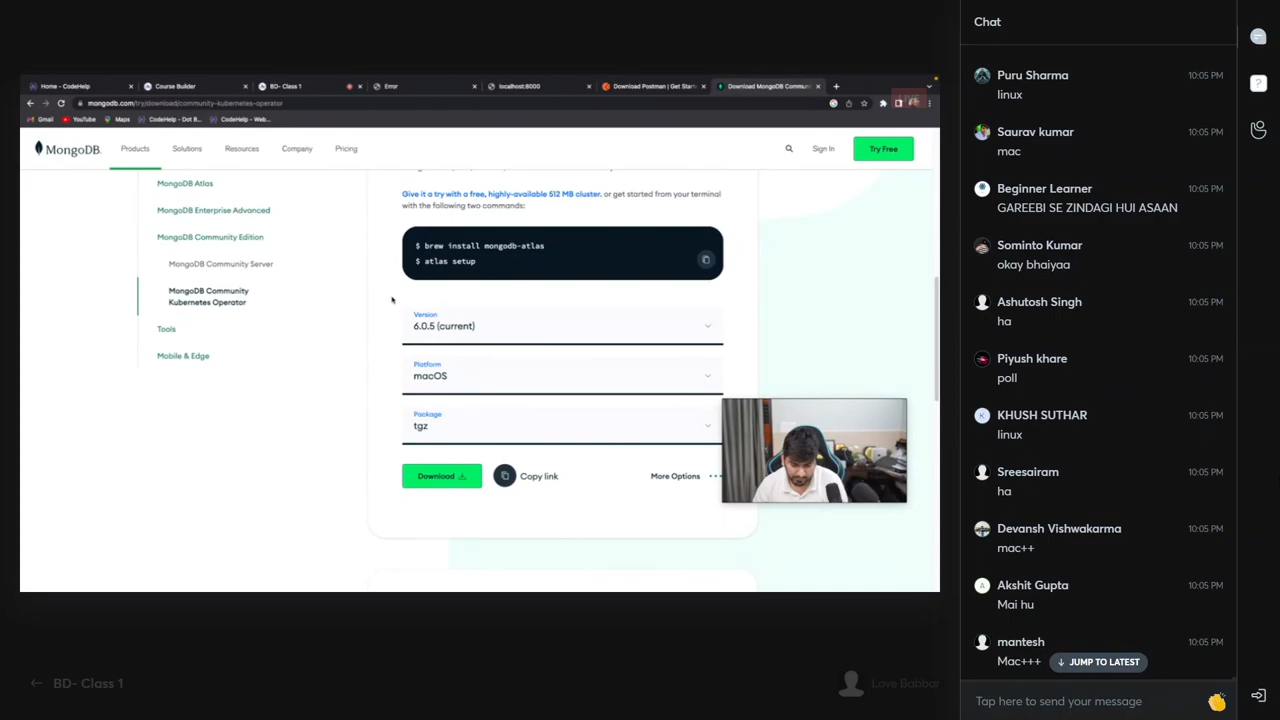 Chat
Home - CodeHelp
Course Builder
BD- Class 1
Error
localhost:8000
Download Postman | Get Starte
Download MongoDB Commun
mongodb.com/try/download/community-kubernetes-operator
Gmail
YouTube
Maps
CodeHelp - Dot B...
CodeHelp - Web...
MongoDB.
Products
Solutions
Resources
Company
Pricing
Sign In
Try Free
MongoDB Atlas
MongoDB Enterprise Advanced
MongoDB Community Edition
MongoDB Community Server
MongoDB Community
Kubernetes Operator
Tools
Mobile & Edge
Give it a try with a free, highly-available 512 MB cluster. or get started from your terminal
with the following two commands:
$ brew install mongodb-atlas
$ atlas setup
Version
6.0.5 (current)
Platform
macOS
Package
tgz
Download
Copy link
More Options
BD- Class 1
Love Babbar
Puru Sharma 10:05 PM
linux
Saurav kumar 10:05 PM
mac
Beginner Learner 10:05 PM
GAREEBI SE ZINDAGI HUI ASAAN
Sominto Kumar 10:05 PM
okay bhaiyaa
Ashutosh Singh 10:05 PM
ha
Piyush khare 10:05 PM
poll
KHUSH SUTHAR 10:05 PM
linux
Sreesairam 10:05 PM
ha
Devansh Vishwakarma 10:05 PM
mac++
Akshit Gupta 10:05 PM
Mai hu
mantesh 10:05 PM
Mac+++
JUMP TO LATEST
Tap here to send your message